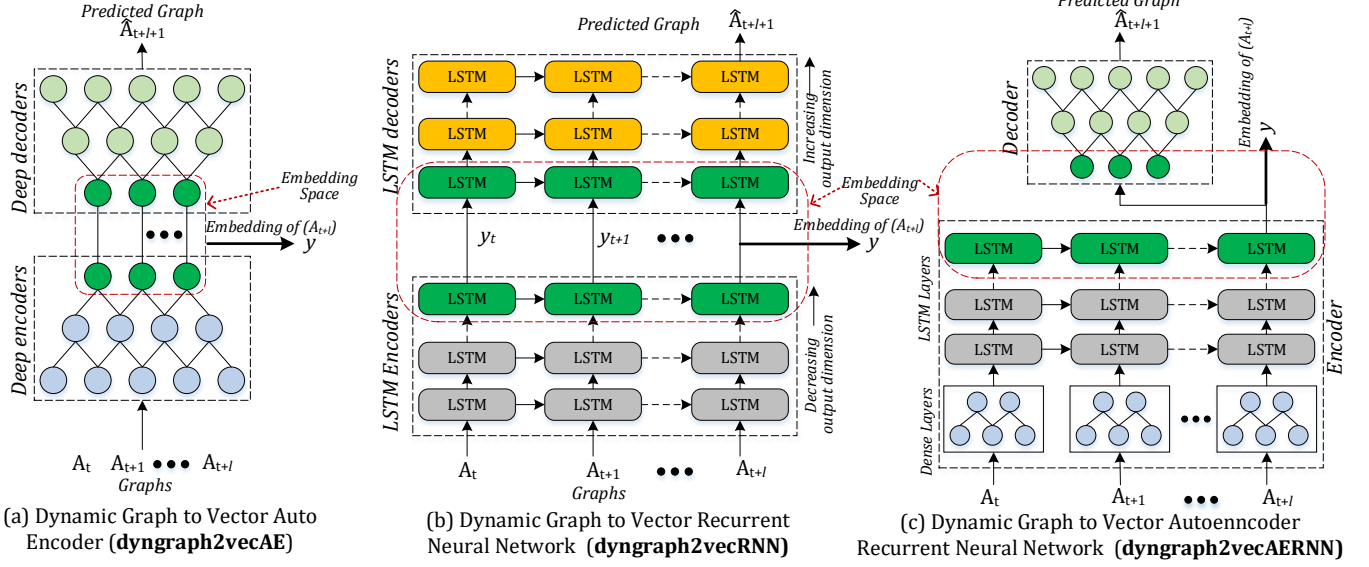 Predicted Graph
Â_{t+l+1}
Deep decoders
Embedding
Space
Embedding of (A_{t+l})
y
•••
Deep encoders
A_t A_{t+1} ••• A_{t+l}
Graphs
(a) Dynamic Graph to Vector Auto
Encoder (dyngraph2vecAE)
Predicted Graph
Â_{t+l+1}
LSTM decoders
LSTM LSTM LSTM
LSTM LSTM LSTM
LSTM LSTM LSTM
Increasing
output dimension
Embedding
Space
y_t y_{t+1} •••
Embedding of (A_{t+l})
y
LSTM Encoders
LSTM LSTM LSTM
LSTM LSTM LSTM
LSTM LSTM LSTM
Decreasing
output dimension
A_t A_{t+1} ••• A_{t+l}
Graphs
(b) Dynamic Graph to Vector Recurrent
Neural Network (dyngraph2vecRNN)
Predicted Graph
Â_{t+l+1}
Decoder
Embedding of (A_{t+l})
y
LSTM Layers
LSTM LSTM LSTM
LSTM LSTM LSTM
LSTM LSTM LSTM
Encoder
Dense Layers
•••
A_t A_{t+1} ••• A_{t+l}
(c) Dynamic Graph to Vector Autoenncoder
Recurrent Neural Network (dyngraph2vecAERNN)